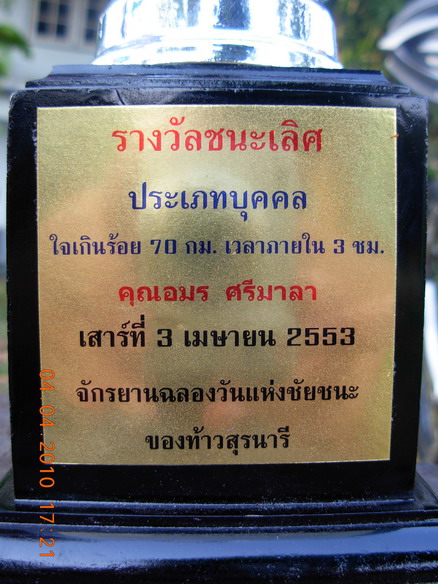 รางวัลชนะเลิศ
ประเภทบุคคล
ใจเกินร้อย 70 กม. เวลาภายใน 3 ชม.
คุณอมร ศรีมาลา
เสาร์ที่ 3 เมษายน 2553
จักรยานฉลองวันแห่งชัยชนะ
ของท้าวสุรนารี
04.04.2010 17:21